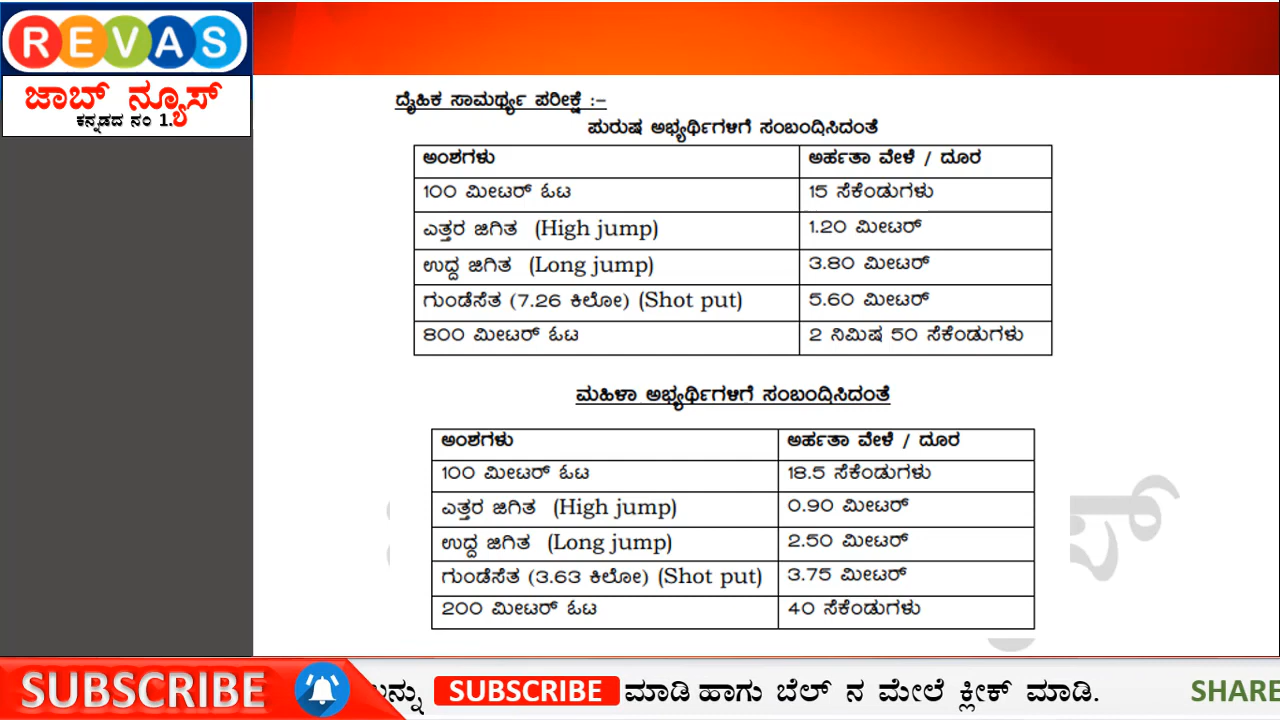 REVAS
ಜಾಬ್ ನ್ಯೂಸ್
ಕನ್ನಡದ ನಂ 1.
ದೈಹಿಕ ಸಾಮರ್ಥ್ಯ ಪರೀಕ್ಷೆ :–
ಪುರುಷ ಅಭ್ಯರ್ಥಿಗಳಿಗೆ ಸಂಬಂಧಿಸಿದಂತೆ
ಅಂಶಗಳು ಅರ್ಹತಾ ವೇಳೆ / ದೂರ
100 ಮೀಟರ್ ಓಟ 15 ಸೆಕೆಂಡುಗಳು
ಎತ್ತರ ಜಿಗಿತ (High jump) 1.20 ಮೀಟರ್
ಉದ್ದ ಜಿಗಿತ (Long jump) 3.80 ಮೀಟರ್
ಗುಂಡೆಸೆತ (7.26 ಕಿಲೋ) (Shot put) 5.60 ಮೀಟರ್
800 ಮೀಟರ್ ಓಟ 2 ನಿಮಿಷ 50 ಸೆಕೆಂಡುಗಳು
ಮಹಿಳಾ ಅಭ್ಯರ್ಥಿಗಳಿಗೆ ಸಂಬಂಧಿಸಿದಂತೆ
ಅಂಶಗಳು ಅರ್ಹತಾ ವೇಳೆ / ದೂರ
100 ಮೀಟರ್ ಓಟ 18.5 ಸೆಕೆಂಡುಗಳು
ಎತ್ತರ ಜಿಗಿತ (High jump) 0.90 ಮೀಟರ್
ಉದ್ದ ಜಿಗಿತ (Long jump) 2.50 ಮೀಟರ್
ಗುಂಡೆಸೆತ (3.63 ಕಿಲೋ) (Shot put) 3.75 ಮೀಟರ್
200 ಮೀಟರ್ ಓಟ 40 ಸೆಕೆಂಡುಗಳು
SUBSCRIBE SUBSCRIBE ಮಾಡಿ ಹಾಗು ಬೆಲ್ ನ ಮೇಲೆ ಕ್ಲೀಕ್ ಮಾಡಿ. SHARE